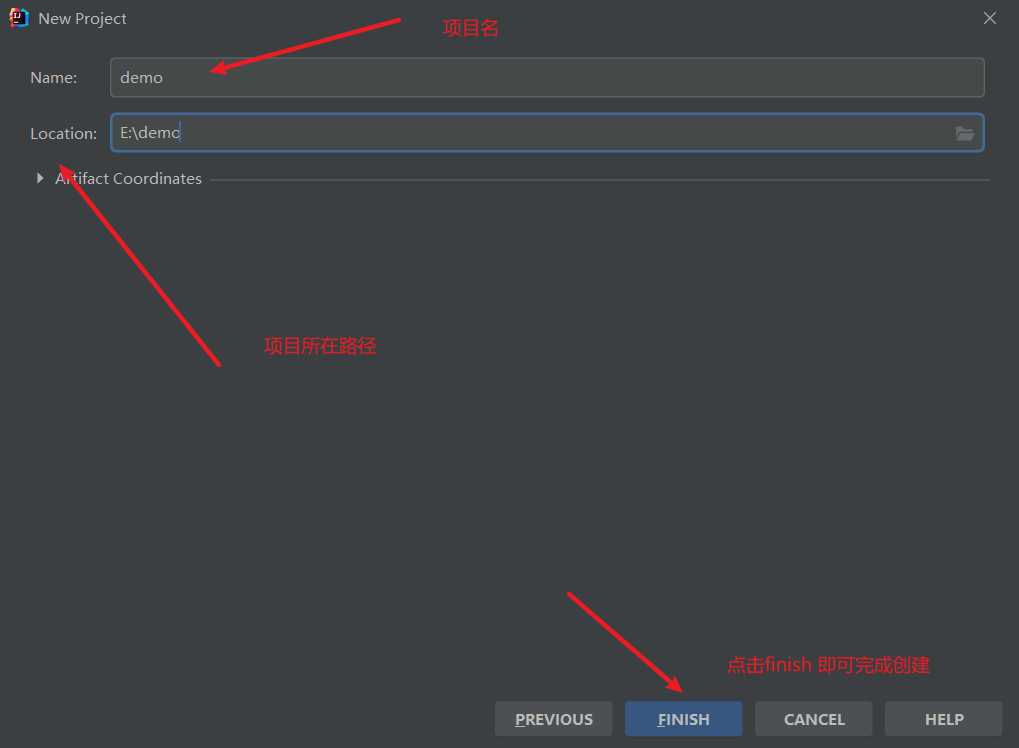 New Project
项目名
Name:
demo
Location:
E:\demo
Artifact Coordinates
项目所在路径
点击finish 即可完成创建
PREVIOUS
FINISH
CANCEL
HELP